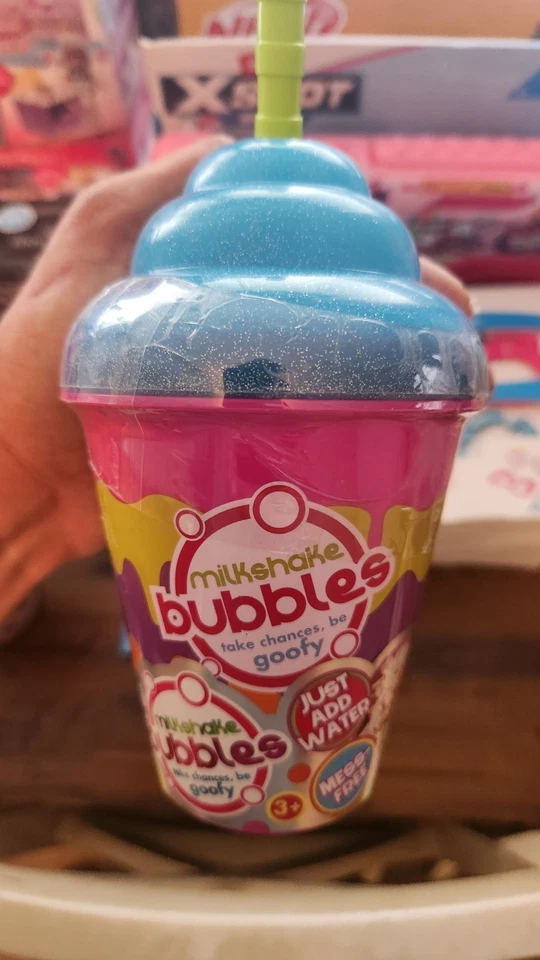 NERF
X SHOT
milkshake
bubbles
take chances, be
goofy
milkshake
bubbles
take chances, be
goofy
JUST
ADD
WATER
MESS
FREE
3+